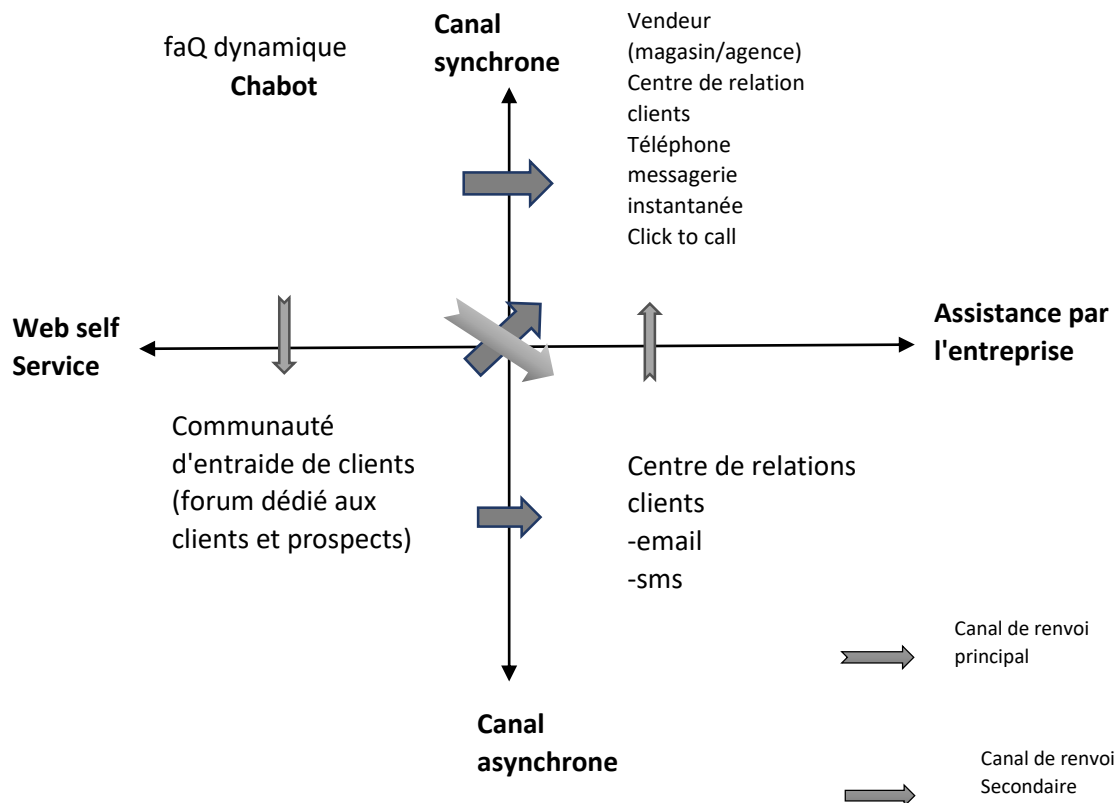 faQ dynamique
Chabot
Canal
synchrone
Vendeur
(magasin/agence)
Centre de relation
clients
Téléphone
messagerie
instantanée
Click to call
Web self
Service
Assistance par
l'entreprise
Communauté
d'entraide de clients
(forum dédié aux
clients et prospects)
Centre de relations
clients
-email
-sms
Canal de renvoi
principal
Canal
asynchrone
Canal de renvoi
Secondaire